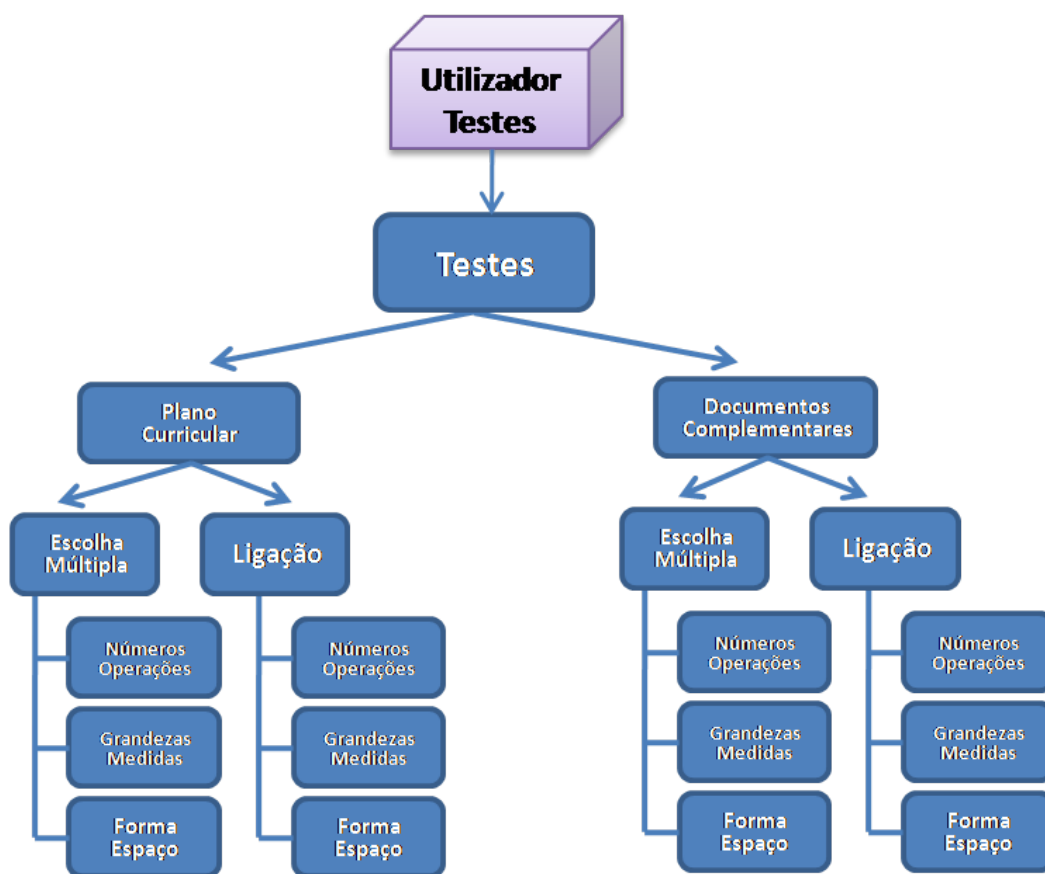 Utilizador
Testes
Testes
Plano
Curricular
Documentos
Complementares
Escolha
Múltipla
Ligação
Escolha
Múltipla
Ligação
Números
Operações
Números
Operações
Números
Operações
Números
Operações
Grandezas
Medidas
Grandezas
Medidas
Grandezas
Medidas
Grandezas
Medidas
Forma
Espaço
Forma
Espaço
Forma
Espaço
Forma
Espaço